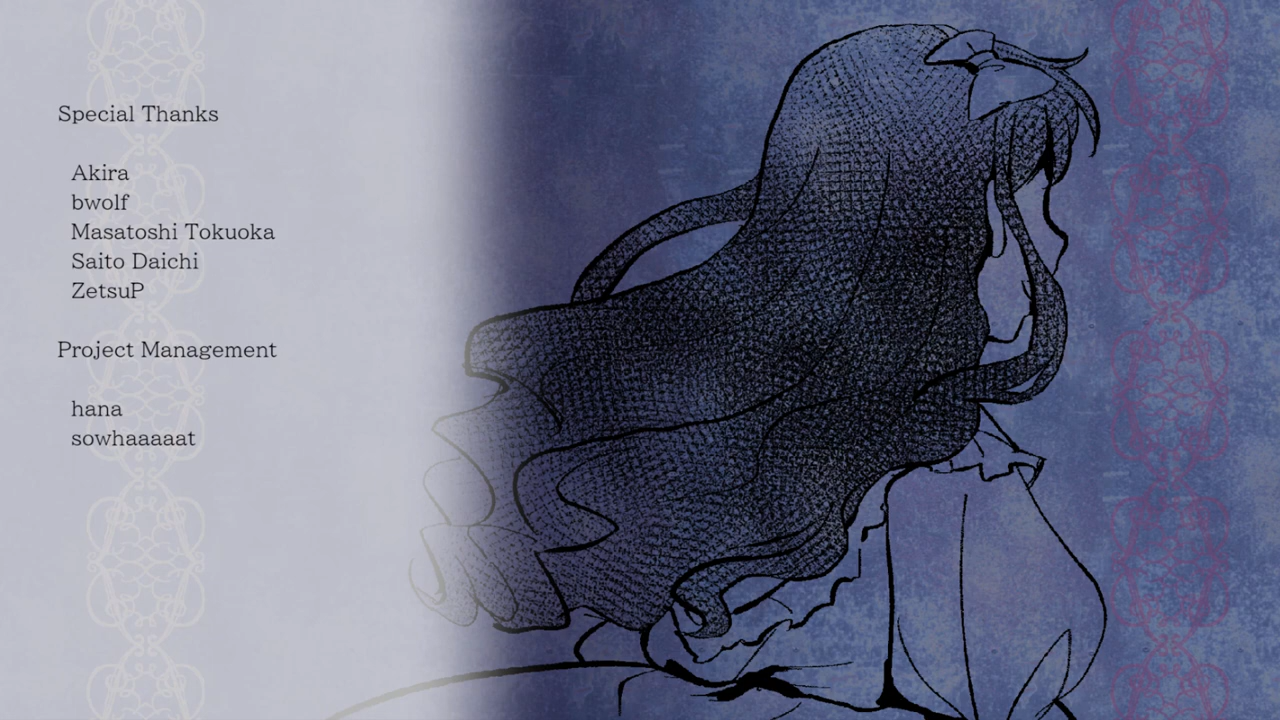 Special Thanks
Akira
bwolf
Masatoshi Tokuoka
Saito Daichi
ZetsuP
Project Management
hana
sowhaaaaat